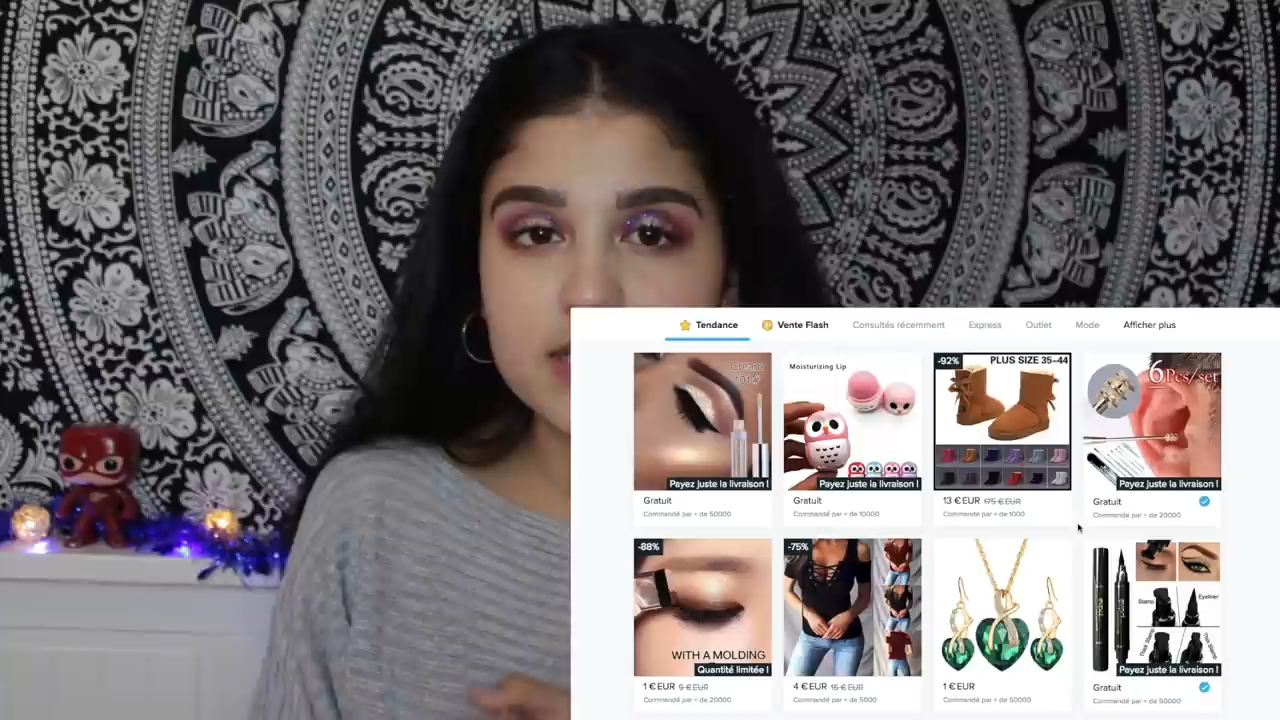 Tendance
Vente Flash
Consultés récemment
Express
Outlet
Mode
Afficher plus
Cream
Payez juste la livraison !
Gratuit
Commandé par + de 50000
Moisturizing Lip
Payez juste la livraison !
Gratuit
Commandé par + de 10000
-92%
PLUS SIZE 35-44
13 €EUR 175 €EUR
Commandé par + de 1000
6Pcs/set
Payez juste la livraison !
Gratuit
Commandé par + de 20000
-88%
WITH A MOLDING
Quantité limitée !
1 €EUR 9 €EUR
Commandé par + de 20000
-75%
4 €EUR 16 €EUR
Commandé par + de 5000
1 €EUR
Commandé par + de 50000
Stamp
Eyeliner
Payez juste la livraison !
Gratuit
Commandé par + de 50000